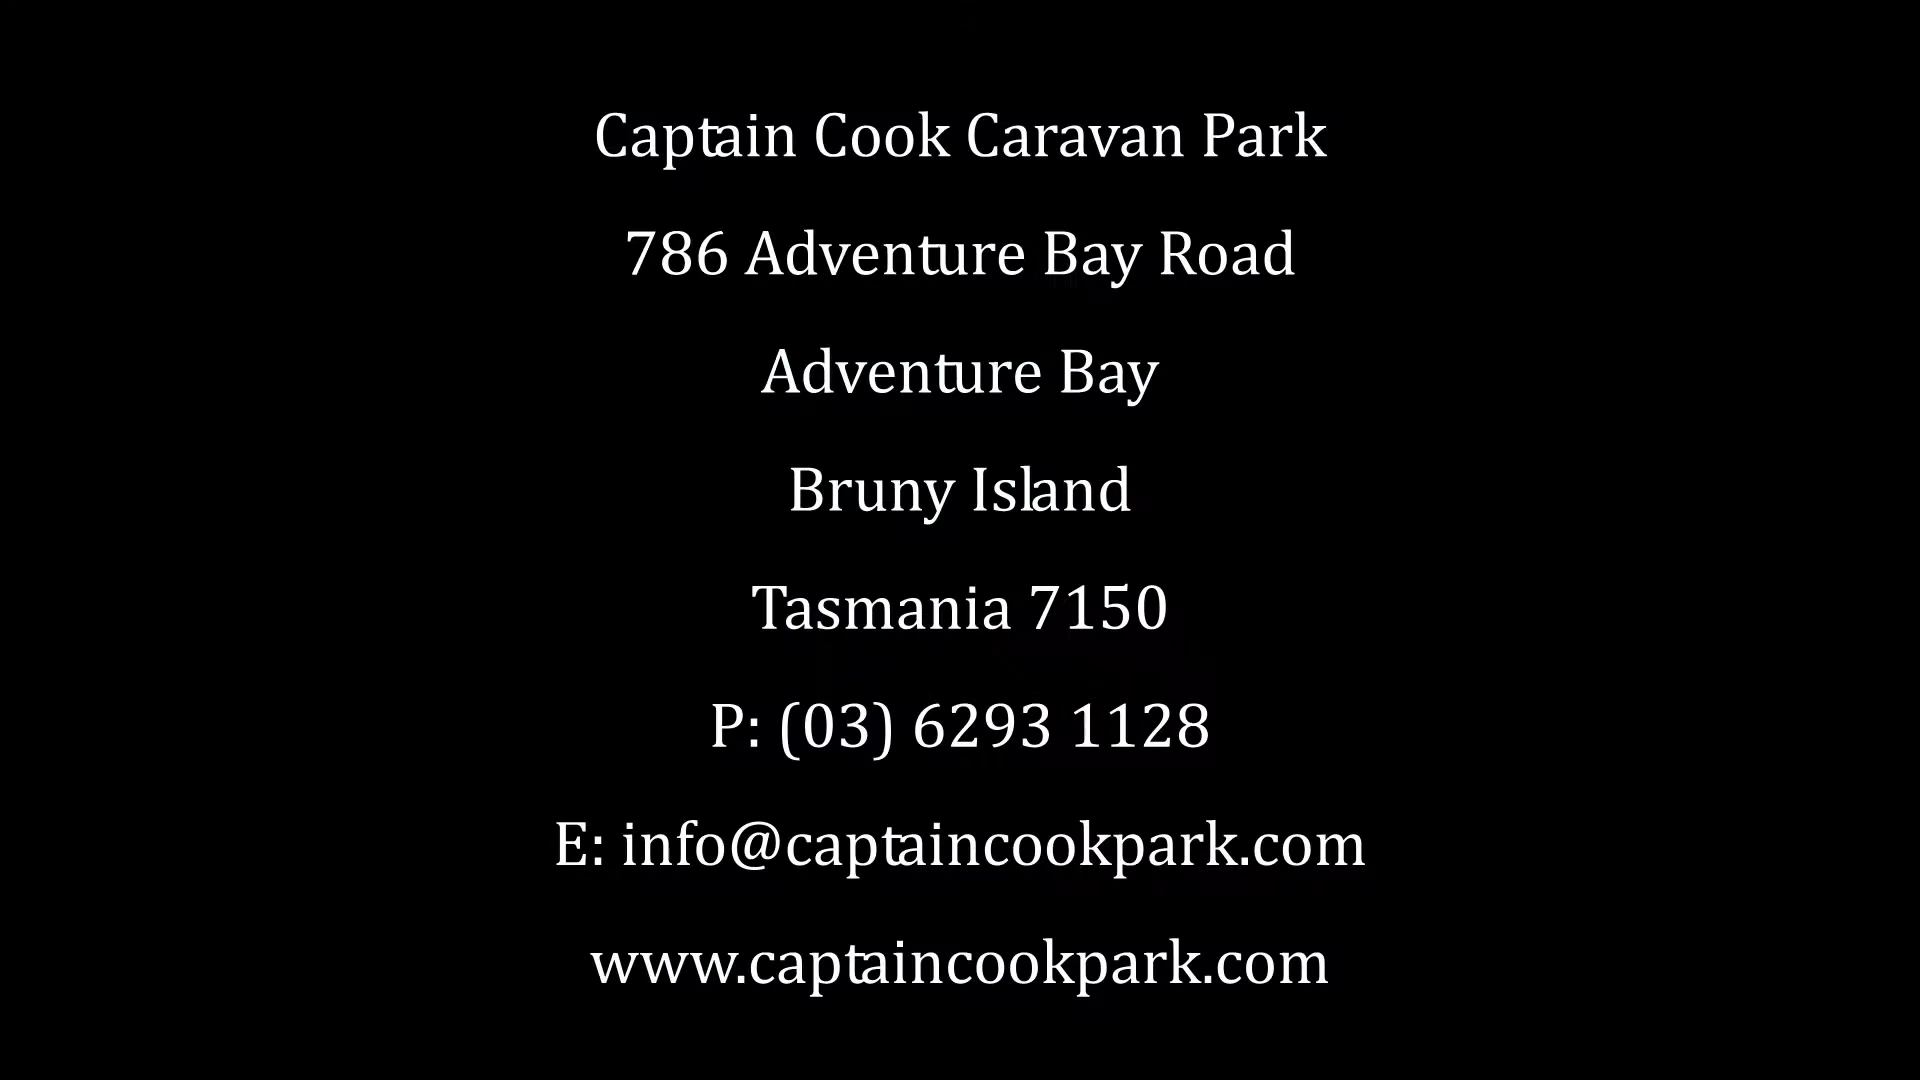 Captain Cook Caravan Park
786 Adventure Bay Road
Adventure Bay
Bruny Island
Tasmania 7150
P: (03) 6293 1128
E: info@captaincookpark.com
www.captaincookpark.com